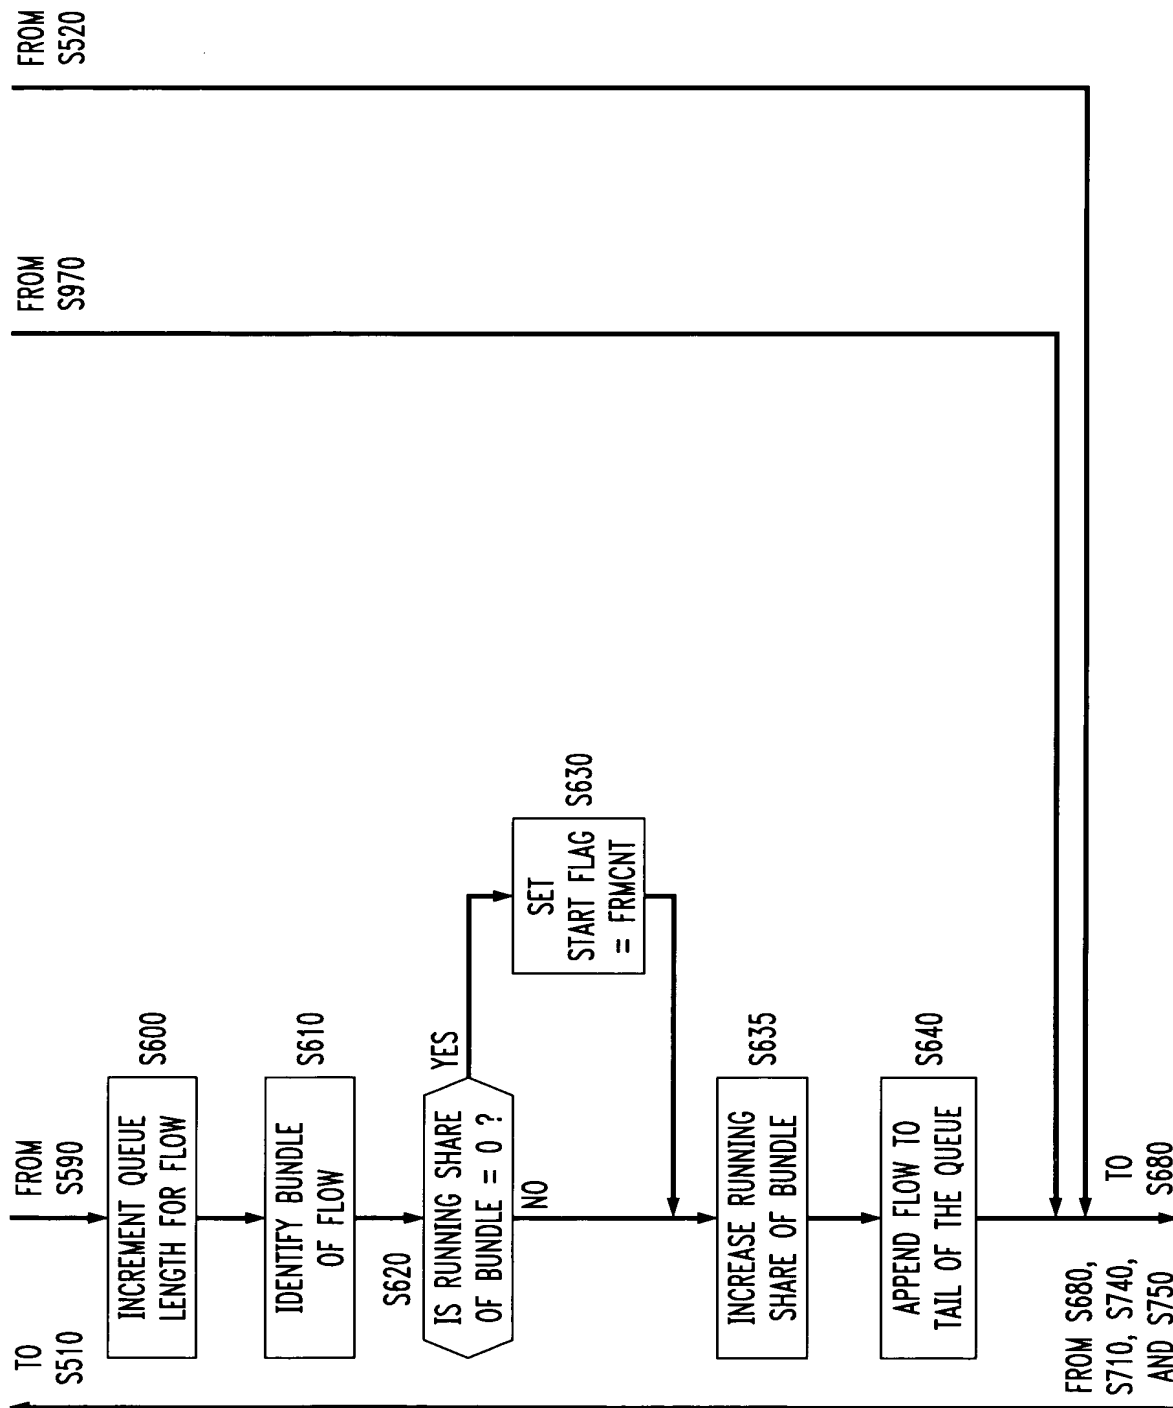 TO
S510
FROM
S590
FROM
S970
FROM
S520
INCREMENT QUEUE
LENGTH FOR FLOW
S600
IDENTIFY BUNDLE
OF FLOW
S610
S620
IS RUNNING SHARE
OF BUNDLE = 0 ?
YES
NO
SET
START FLAG
= FRMCNT
S630
INCREASE RUNNING
SHARE OF BUNDLE
S635
APPEND FLOW TO
TAIL OF THE QUEUE
S640
FROM S680,
S710, S740,
AND S750
TO
S680